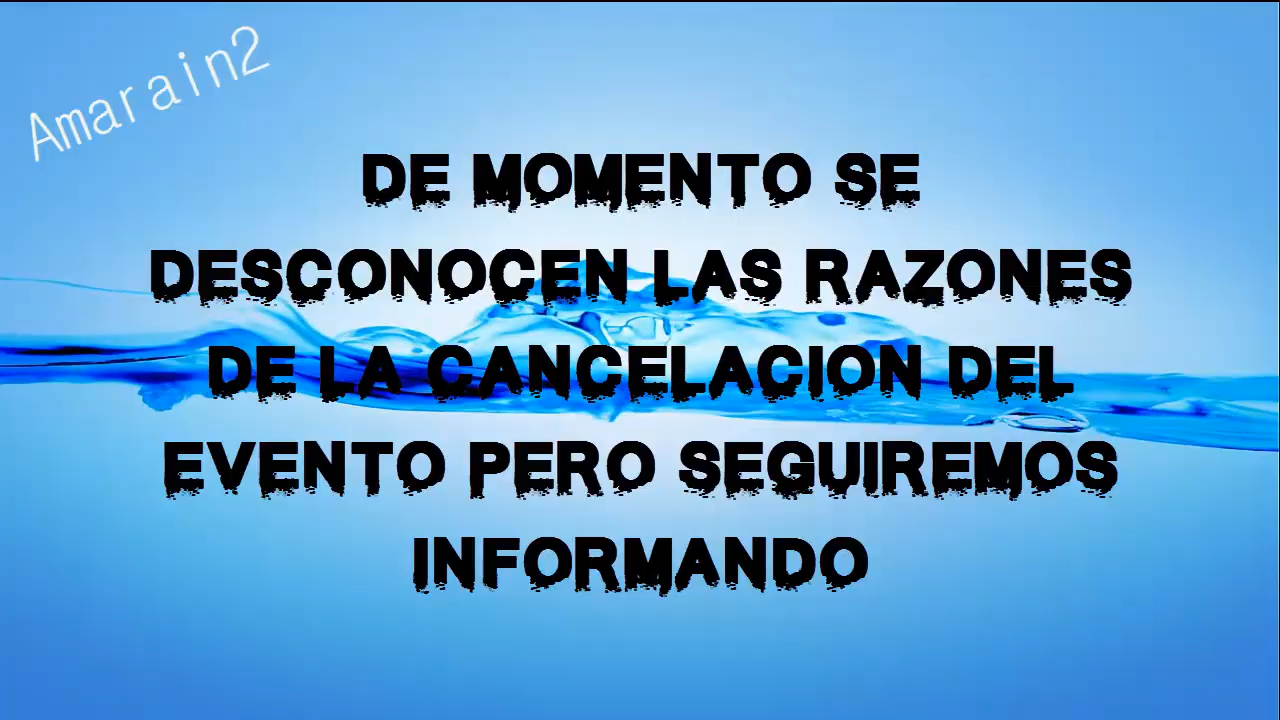 Amarain2
DE MOMENTO SE
DESCONOCEN LAS RAZONES
DE LA CANCELACION DEL
EVENTO PERO SEGUIREMOS
INFORMANDO